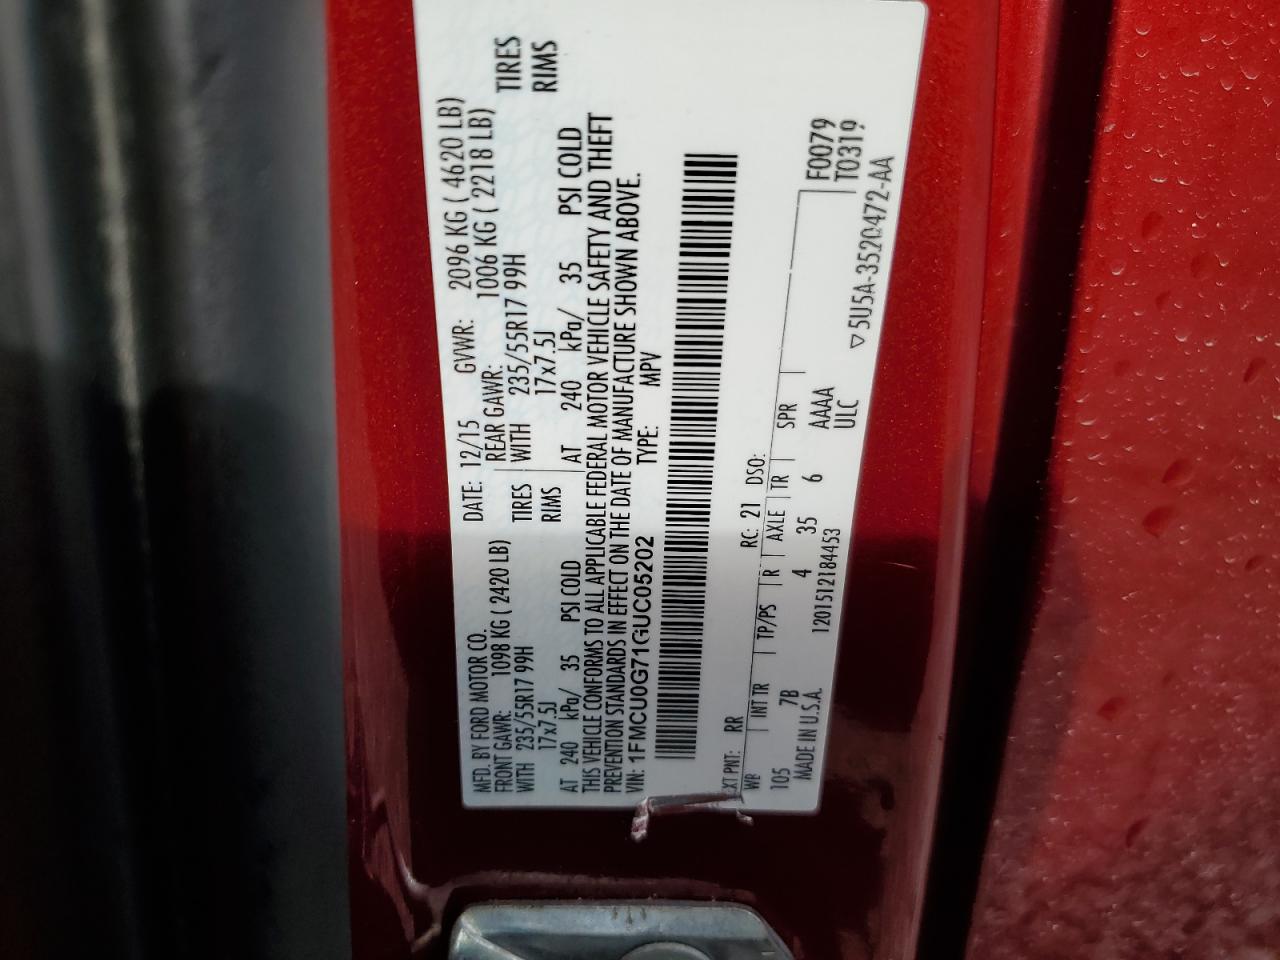 MFD. BY FORD MOTOR CO. DATE: 12/15 GVWR: 2096 KG ( 4620 LB)
FRONT GAWR: 1098 KG ( 2420 LB) REAR GAWR: 1006 KG ( 2218 LB)
WITH 235/55R17 99H TIRES WITH 235/55R17 99H TIRES
17x7.5J RIMS 17x7.5J RIMS
AT 240 kPa/ 35 PSI COLD AT 240 kPa/ 35 PSI COLD
THIS VEHICLE CONFORMS TO ALL APPLICABLE FEDERAL MOTOR VEHICLE SAFETY AND THEFT
PREVENTION STANDARDS IN EFFECT ON THE DATE OF MANUFACTURE SHOWN ABOVE.
VIN: 1FMCU0G71GUC05202 TYPE: MPV
EXT PNT: RR RC: 21 DSO:
WB INT TR TP/PS R AXLE TR SPR F0079
105 7B 4 35 6 AAAA T0319
MADE IN U.S.A. 1201512184453 ULC
▽5U5A-3520472-AA